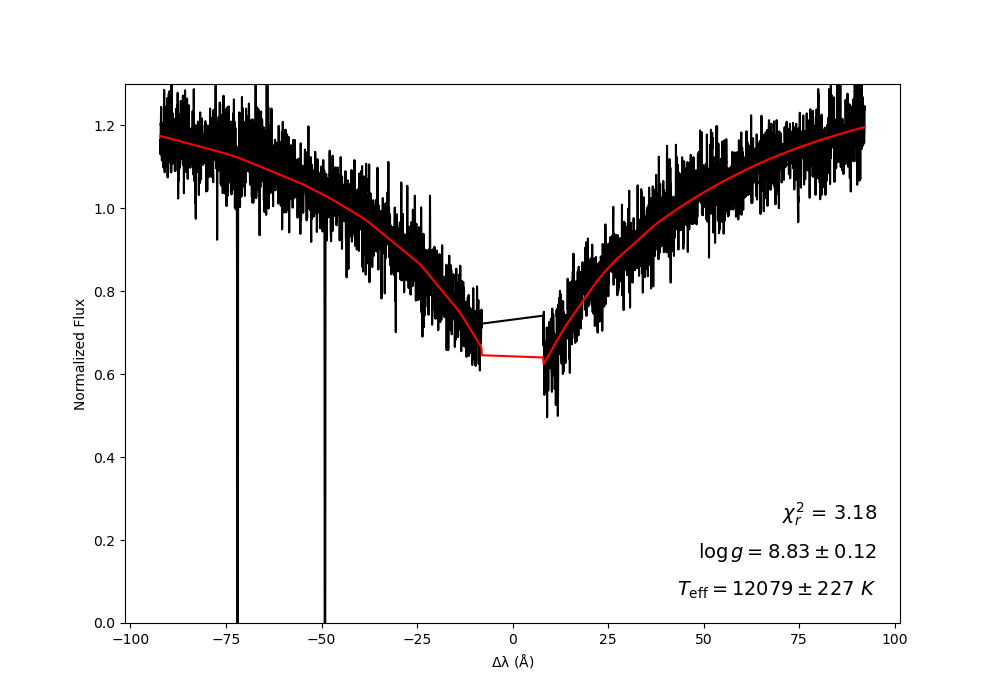 1.2
1.0
0.8
0.6
0.4
0.2
0.0
Normalized Flux
χ²ᵣ = 3.18
log g = 8.83 ± 0.12
T_eff = 12079 ± 227 K
−100 −75 −50 −25 0 25 50 75 100
Δλ (Å)